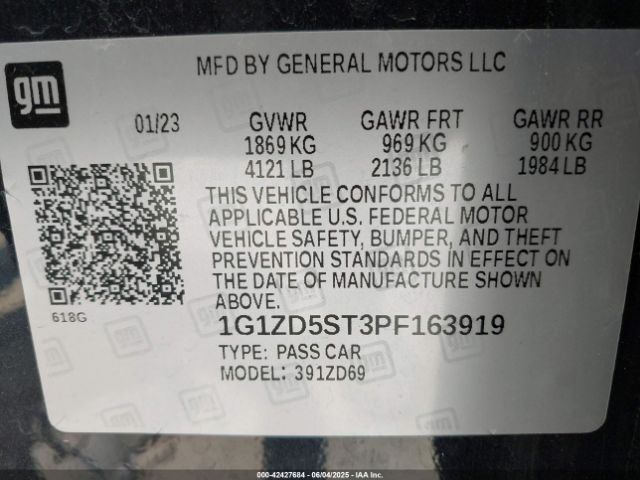 gm
MFD BY GENERAL MOTORS LLC
01/23 GVWR GAWR FRT GAWR RR
1869 KG 969 KG 900 KG
4121 LB 2136 LB 1984 LB
THIS VEHICLE CONFORMS TO ALL
APPLICABLE U.S. FEDERAL MOTOR
VEHICLE SAFETY, BUMPER, AND THEFT
PREVENTION STANDARDS IN EFFECT ON
THE DATE OF MANUFACTURE SHOWN
ABOVE.
618G
1G1ZD5ST3PF163919
TYPE: PASS CAR
MODEL: 391ZD69
00-42427684 - 06/04/2025 - IAAI.COM